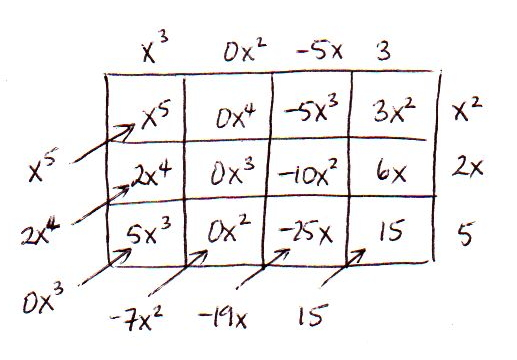 x³ 0x² -5x 3
x⁵ 0x⁴ -5x³ 3x² x²
x⁵ 2x⁴ 0x³ -10x² 6x 2x
2x⁴ 5x³ 0x² -25x 15 5
0x³ -7x² -19x 15